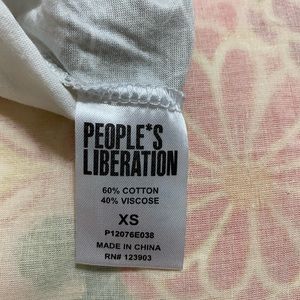 PEOPLE*S
LIBERATION
60% COTTON
40% VISCOSE
XS
P12076E038
MADE IN CHINA
RN# 123903